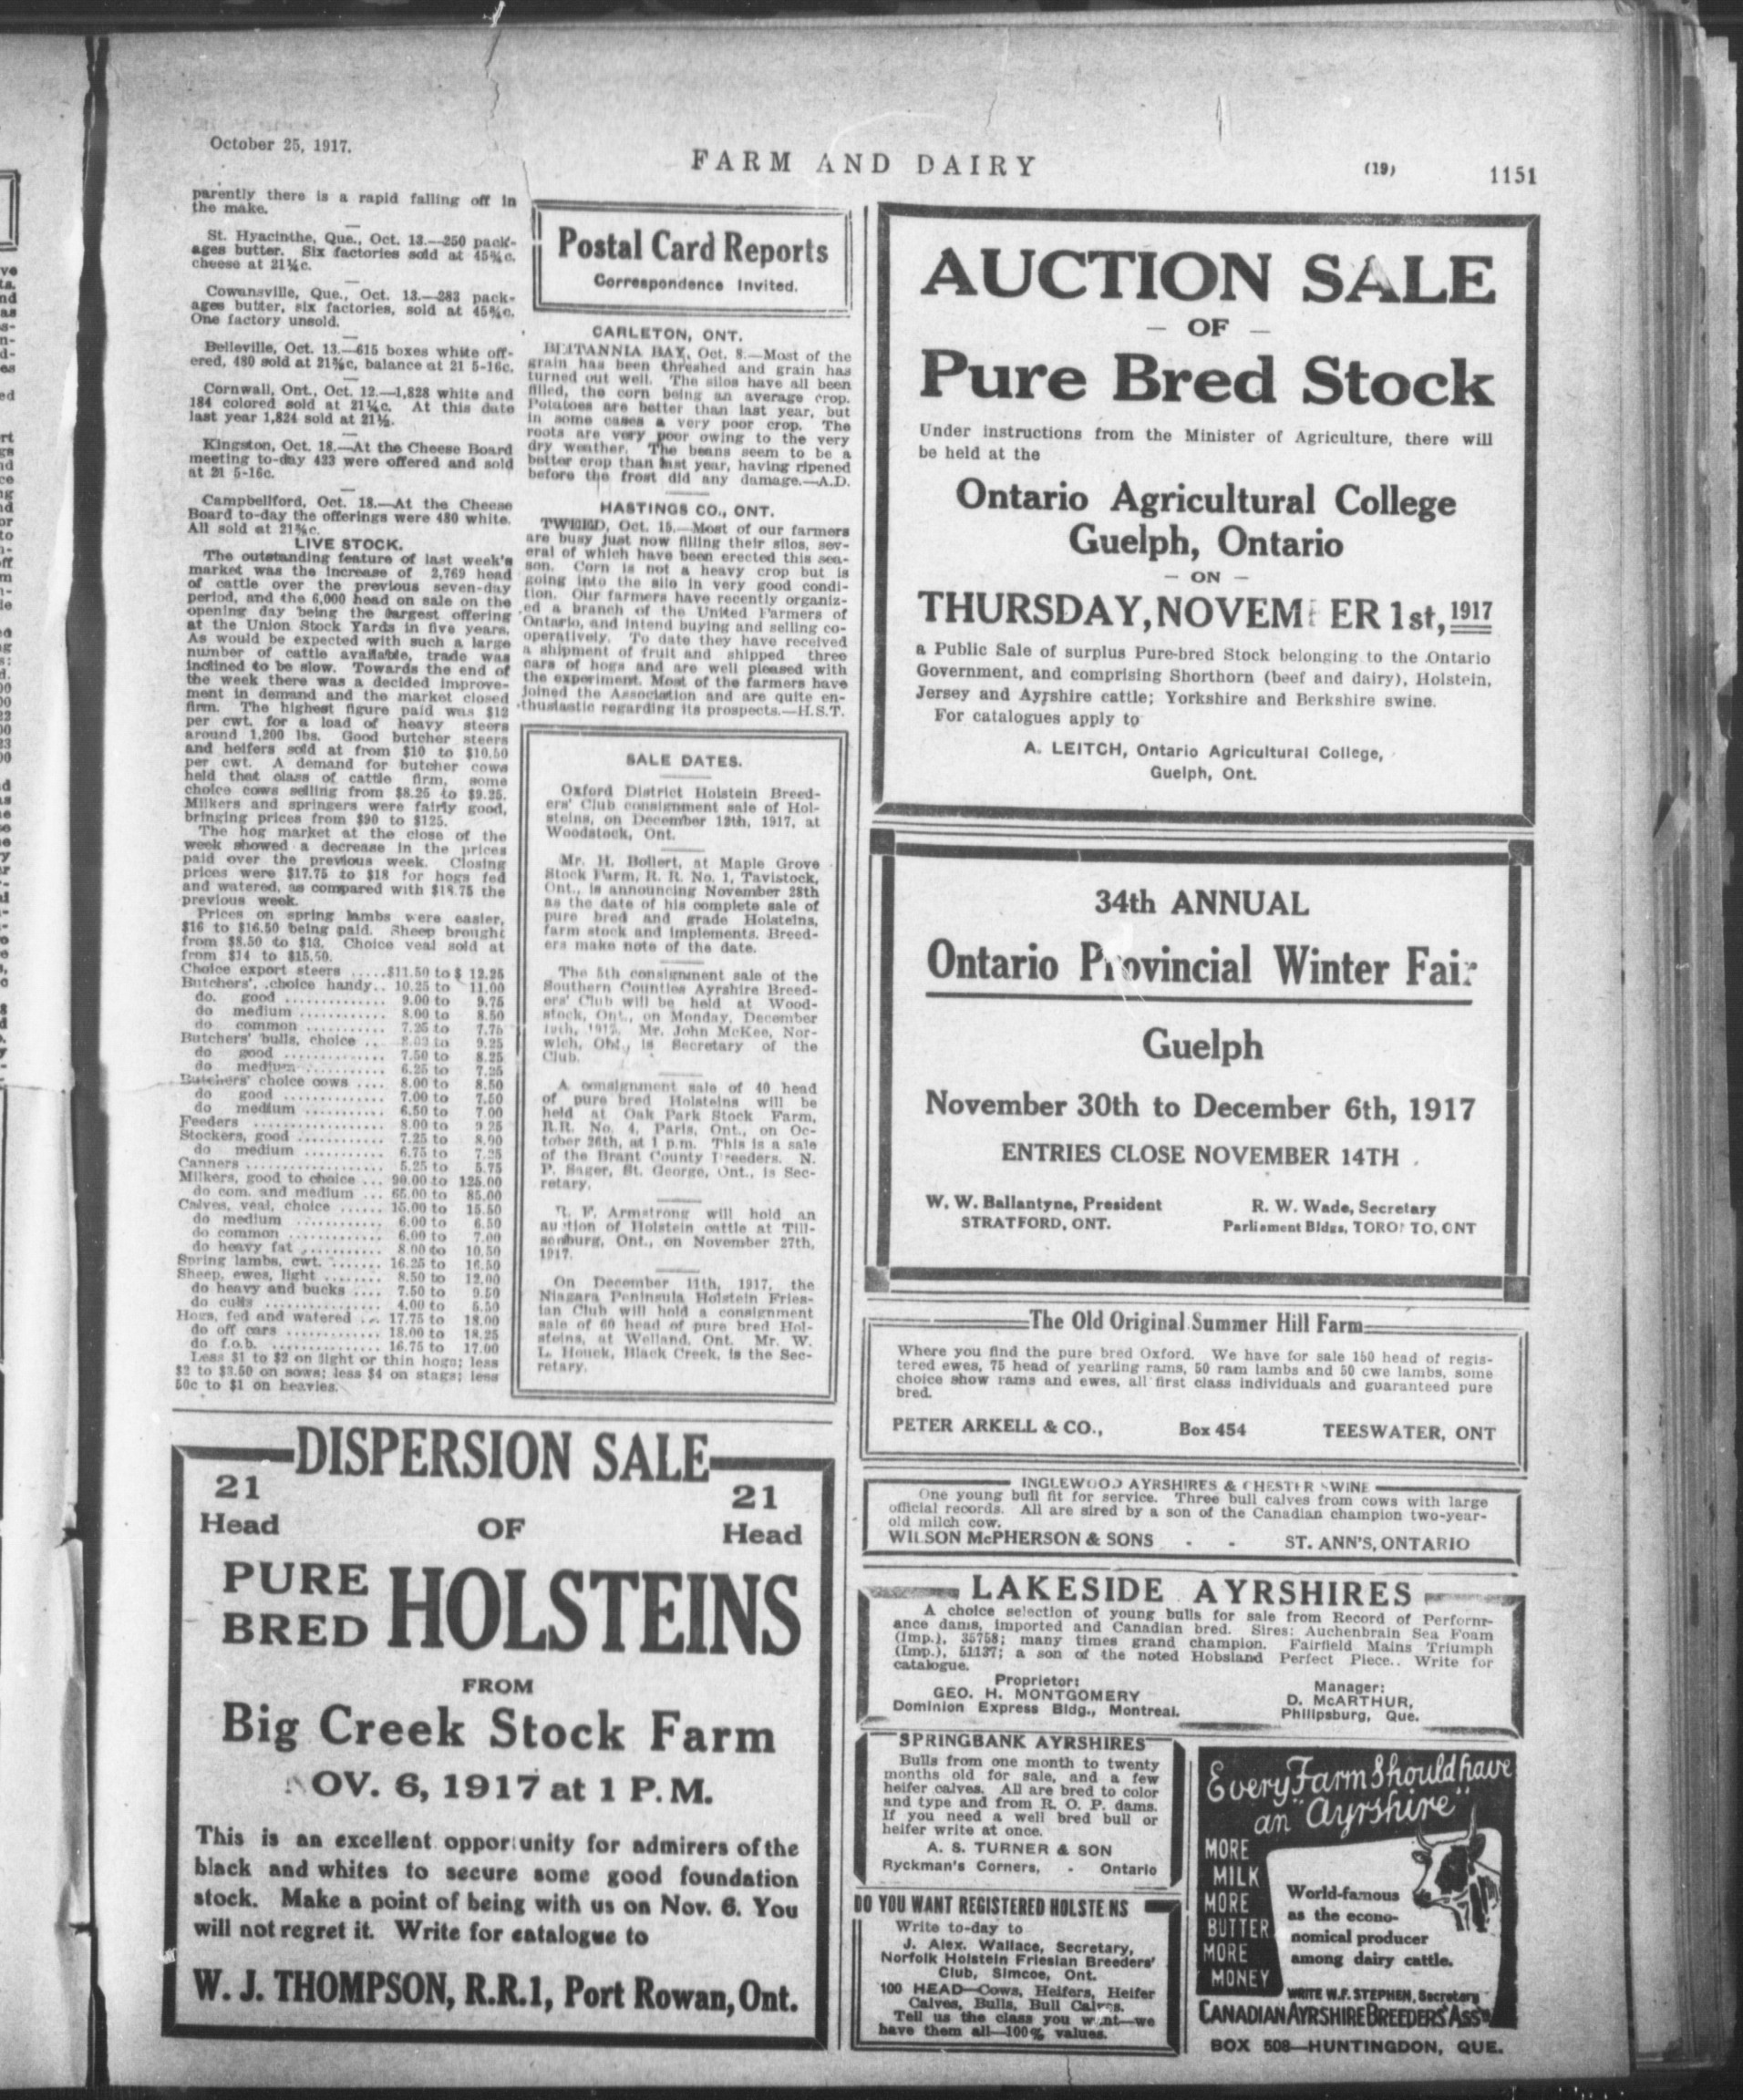 October 25, 1917.
FARM AND DAIRY
(19)
1151
parently there is a rapid falling off in
the make.
St. Hyacinthe, Que., Oct. 13.—250 pack-
ages butter. Six factories sold at 45¾c.
cheese at 21¼c.
Cowansville, Que., Oct. 13.—283 pack-
ages butter, six factories, sold at 45¾c.
One factory unsold.
Belleville, Oct. 13.—615 boxes white off-
ered, 480 sold at 21⅜c, balance at 21 5-16c.
Cornwall, Ont., Oct. 12.—1,828 white and
184 colored sold at 21¼c. At this date
last year 1,824 sold at 21½.
Kingston, Oct. 18.—At the Cheese Board
meeting to-day 423 were offered and sold
at 21 5-16c.
Campbellford, Oct. 18.—At the Cheese
Board to-day the offerings were 480 white.
All sold at 21⅜c.
LIVE STOCK.
The outstanding feature of last week's
market was the increase of 2,769 head
of cattle over the previous seven-day
period, and the 6,000 head on sale on the
opening day being the largest offering
at the Union Stock Yards in five years.
As would be expected with such a large
number of cattle available, trade was
inclined to be slow. Towards the end of
the week there was a decided improve-
ment in demand and the market closed
firm. The highest figure paid was $12
per cwt. for a load of heavy steers
around 1,200 lbs. Good butcher steers
and heifers sold at from $10 to $10.50
per cwt. A demand for butcher cows
held that class of cattle firm, some
choice cows selling from $8.25 to $9.25.
Milkers and springers were fairly good,
bringing prices from $90 to $125.
The hog market at the close of the
week showed a decrease in the prices
paid over the previous week. Closing
prices were $17.75 to $18 for hogs fed
and watered, as compared with $18.75 the
previous week.
Prices on spring lambs were easier,
$16 to $16.50 being paid. Sheep brought
from $8.50 to $13. Choice veal sold at
from $14 to $15.50.
Choice export steers .....$11.50 to $ 12.25
Butchers', choice handy.. 10.25 to 11.00
do. good ............. 9.00 to 9.75
do medium ............ 8.00 to 8.50
do common ........... 7.25 to 7.75
Butchers' bulls, choice .. 8.03 to 9.25
do good ............. 7.50 to 8.25
do medium ........... 6.25 to 7.25
Butchers' choice cows .... 8.00 to 8.50
do good ............. 7.00 to 7.50
do medium ........... 6.50 to 7.00
Feeders .................. 8.00 to 9.25
Stockers, good ............ 7.25 to 8.00
do medium ........... 6.75 to 7.25
Canners ................... 5.25 to 5.75
Milkers, good to choice ... 90.00 to 125.00
do com. and medium ... 65.00 to 85.00
Calves, veal, choice ...... 15.00 to 15.50
do medium ............ 6.00 to 6.50
do common ............ 6.00 to 7.00
do heavy fat ........... 8.00 to 10.50
Spring lambs, cwt. ....... 16.25 to 16.50
Sheep, ewes, light ........ 8.50 to 12.00
do heavy and bucks .... 7.50 to 9.50
do culls ................ 4.00 to 5.50
Hogs, fed and watered ... 17.75 to 18.00
do off cars ............. 18.00 to 18.25
do f.o.b. ............... 16.75 to 17.00
Less $1 to $2 on light or thin hogs; less
$2 to $3.50 on sows; less $4 on stags; less
50c to $1 on heavies.
Postal Card Reports
Correspondence Invited.
CARLETON, ONT.
BRITANNIA BAY, Oct. 8.—Most of the
grain has been threshed and grain has
turned out well. The silos have all been
filled, the corn being an average crop.
Potatoes are better than last year, but
in some cases a very poor crop. The
roots are very poor owing to the very
dry weather. The beans seem to be a
better crop than last year, having ripened
before the frost did any damage.—A.D.
HASTINGS CO., ONT.
TWEED, Oct. 15.—Most of our farmers
are busy just now filling their silos, sev-
eral of which have been erected this sea-
son. Corn is not a heavy crop but is
going into the silo in very good condi-
tion. Our farmers have recently organiz-
ed a branch of the United Farmers of
Ontario, and intend buying and selling co-
operatively. To date they have received
a shipment of fruit and shipped three
cars of hogs and are well pleased with
the experiment. Most of the farmers have
joined the Association and are quite en-
thusiastic regarding its prospects.—H.S.T.
SALE DATES.
Oxford District Holstein Breed-
ers' Club consignment sale of Hol-
steins, on December 12th, 1917, at
Woodstock, Ont.
Mr. H. Bollert, at Maple Grove
Stock Farm, R. R. No. 1, Tavistock,
Ont., is announcing November 28th
as the date of his complete sale of
pure bred and grade Holsteins,
farm stock and implements. Breed-
ers make note of the date.
The 5th consignment sale of the
Southern Counties Ayrshire Breed-
ers' Club will be held at Wood-
stock, Ont., on Monday, December
Mr. John McKee, Nor-
wich, Ont., is Secretary of the
Club.
A consignment sale of 40 head
of pure bred Holsteins will be
held at Oak Park Stock Farm,
R.R. No. 4, Paris, Ont., on Oc-
tober 26th, at 1 p.m. This is a sale
of the Brant County Breeders. N.
P. Sager, St. George, Ont., is Sec-
retary.
R. F. Armstrong will hold an
auction of Holstein cattle at Till-
sonburg, Ont., on November 27th,
1917.
On December 11th, 1917, the
Niagara Peninsula Holstein Fries-
ian Club will hold a consignment
sale of 60 head of pure bred Hol-
steins, at Welland, Ont. Mr. W.
L. Houck, Black Creek, is the Sec-
retary.
DISPERSION SALE
21
Head
OF
21
Head
PURE
BRED
HOLSTEINS
FROM
Big Creek Stock Farm
NOV. 6, 1917 at 1 P.M.
This is an excellent opportunity for admirers of the
black and whites to secure some good foundation
stock. Make a point of being with us on Nov. 6. You
will not regret it. Write for catalogue to
W. J. THOMPSON, R.R.1, Port Rowan, Ont.
AUCTION SALE
— OF —
Pure Bred Stock
Under instructions from the Minister of Agriculture, there will
be held at the
Ontario Agricultural College
Guelph, Ontario
— ON —
THURSDAY, NOVEMBER 1st, 1917
a Public Sale of surplus Pure-bred Stock belonging to the Ontario
Government, and comprising Shorthorn (beef and dairy), Holstein,
Jersey and Ayrshire cattle; Yorkshire and Berkshire swine.
For catalogues apply to
A. LEITCH, Ontario Agricultural College,
Guelph, Ont.
34th ANNUAL
Ontario Provincial Winter Fair
Guelph
November 30th to December 6th, 1917
ENTRIES CLOSE NOVEMBER 14TH
W. W. Ballantyne, President
STRATFORD, ONT.
R. W. Wade, Secretary
Parliament Bldgs, TORONTO, ONT
The Old Original Summer Hill Farm
Where you find the pure bred Oxford. We have for sale 150 head of regis-
tered ewes, 75 head of yearling rams, 50 ram lambs and 50 ewe lambs, some
choice show rams and ewes, all first class individuals and guaranteed pure
bred.
PETER ARKELL & CO., Box 454 TEESWATER, ONT
INGLEWOOD AYRSHIRES & CHESTER SWINE
One young bull fit for service. Three bull calves from cows with large
official records. All are sired by a son of the Canadian champion two-year-
old milch cow.
WILSON McPHERSON & SONS - - ST. ANN'S, ONTARIO
LAKESIDE AYRSHIRES
A choice selection of young bulls for sale from Record of Perform-
ance dams, imported and Canadian bred. Sires: Auchenbrain Sea Foam
(Imp.), 35758; many times grand champion. Fairfield Mains Triumph
(Imp.), 51137; a son of the noted Hobsland Perfect Piece.. Write for
catalogue.
Proprietor:
GEO. H. MONTGOMERY
Dominion Express Bldg., Montreal.
Manager:
D. McARTHUR,
Philipsburg, Que.
SPRINGBANK AYRSHIRES
Bulls from one month to twenty
months old for sale, and a few
heifer calves. All are bred to color
and type and from R. O. P. dams.
If you need a well bred bull or
heifer write at once.
A. S. TURNER & SON
Ryckman's Corners, - Ontario
DO YOU WANT REGISTERED HOLSTEINS
Write to-day to
J. Alex. Wallace, Secretary,
Norfolk Holstein Friesian Breeders'
Club, Simcoe, Ont.
100 HEAD—Cows, Heifers, Heifer
Calves, Bulls, Bull Calves.
Tell us the class you want—we
have them all—100% values.
Every Farm Should have
an "Ayrshire"
MORE
MILK
MORE
BUTTER
MORE
MONEY
World-famous
as the econo-
nomical producer
among dairy cattle.
WRITE W.F. STEPHEN, Secretary
CANADIAN AYRSHIRE BREEDERS' ASS'N
BOX 508—HUNTINGDON, QUE.